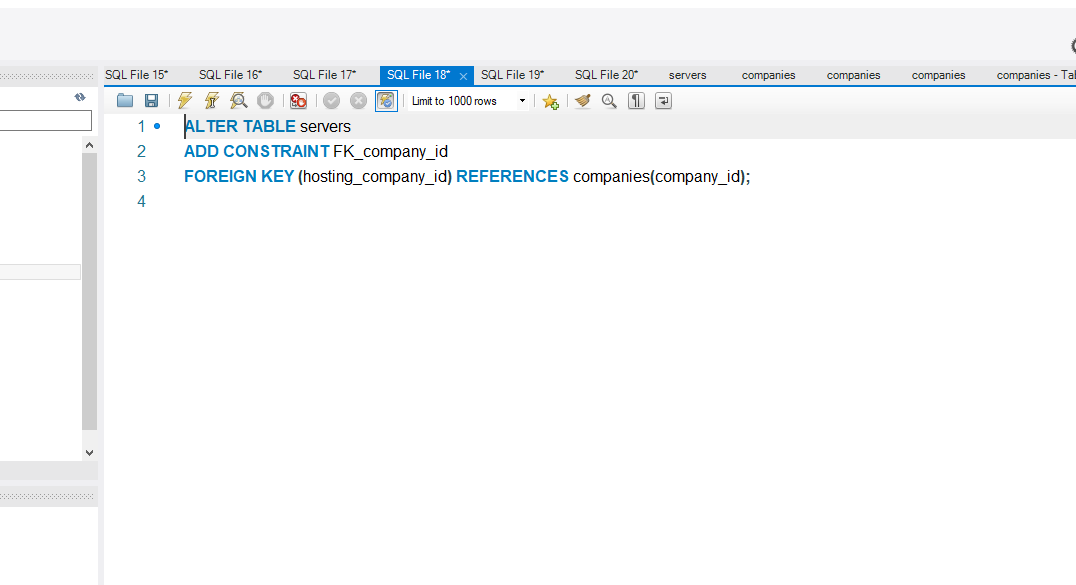 SQL File 15* SQL File 16* SQL File 17* SQL File 18* SQL File 19* SQL File 20* servers companies companies companies companies - Tal
Limit to 1000 rows
1 ALTER TABLE servers
2 ADD CONSTRAINT FK_company_id
3 FOREIGN KEY (hosting_company_id) REFERENCES companies(company_id);
4